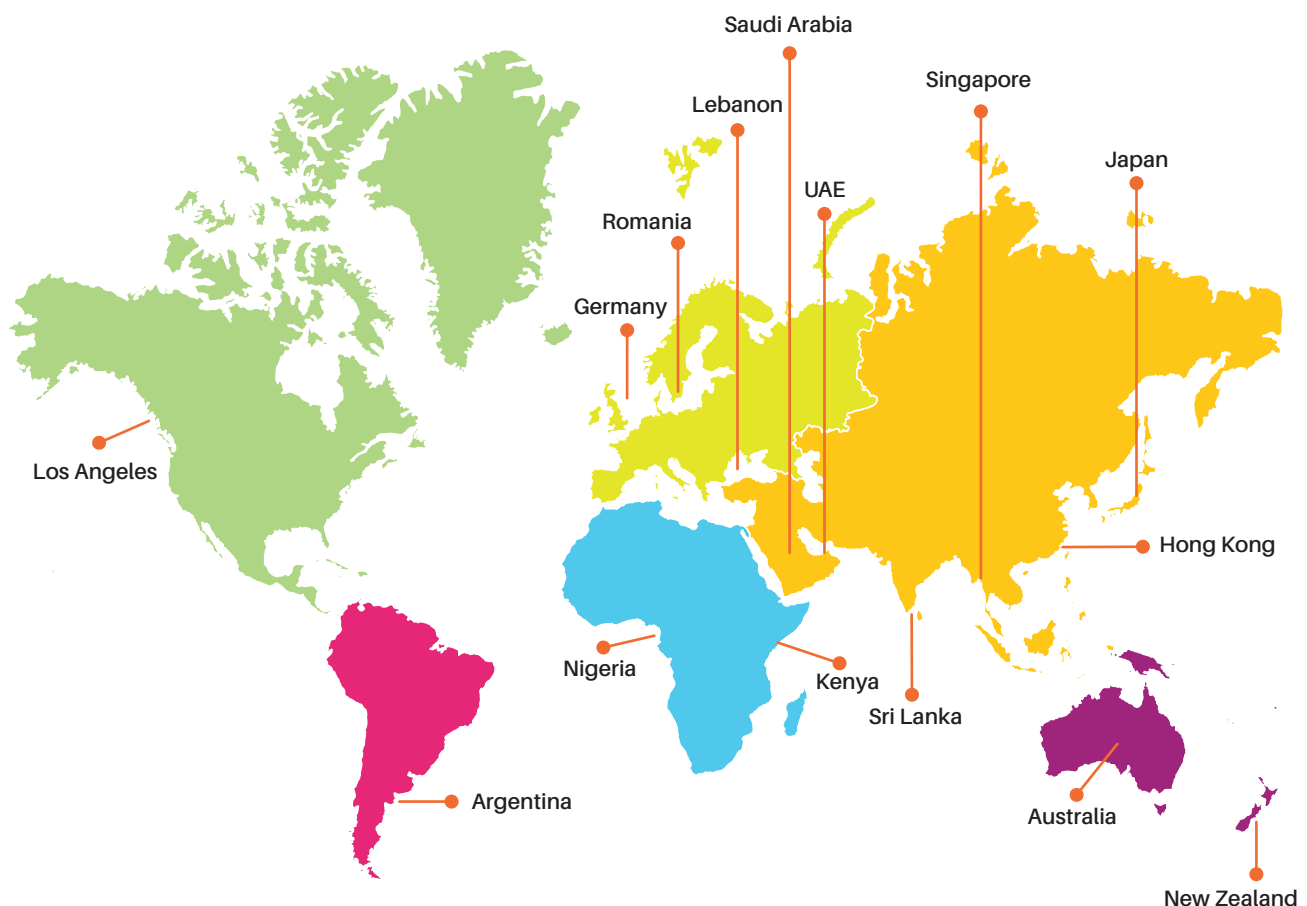 Saudi Arabia
Singapore
Lebanon
Japan
UAE
Romania
Germany
Los Angeles
Hong Kong
Nigeria
Kenya
Sri Lanka
Argentina
Australia
New Zealand